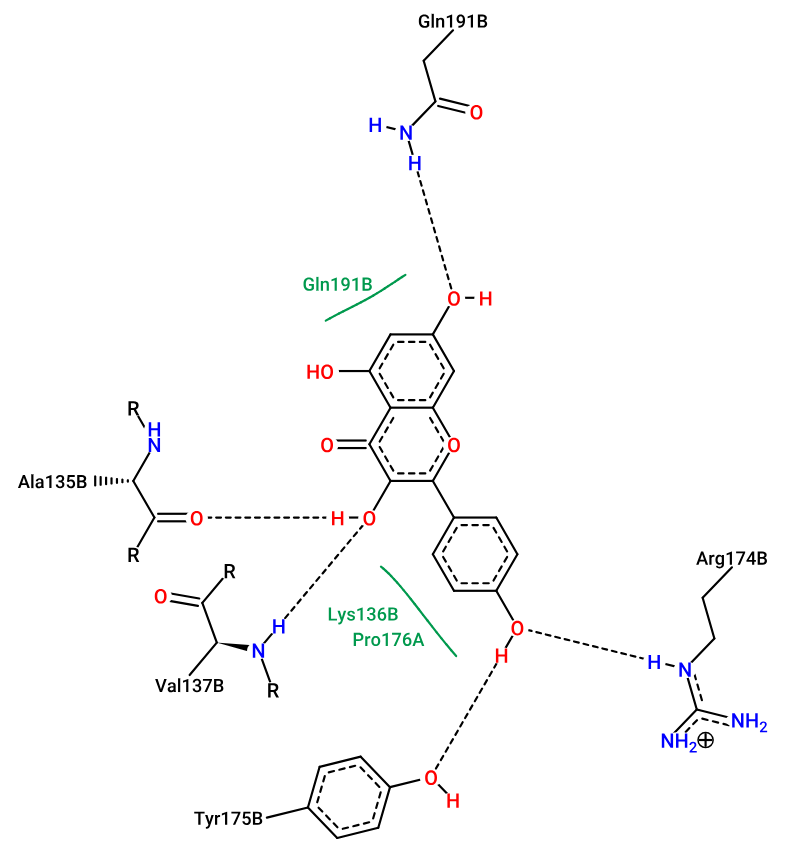 Gln191B
O
H N
H
Gln191B
O H
HO
O O
R
H
N
Ala135B
O H O
R
Arg174B
R
O
Lys136B
H
Pro176A
O
N
H
H N
Val137B
R
NH2
NH2⊕
O
H
Tyr175B